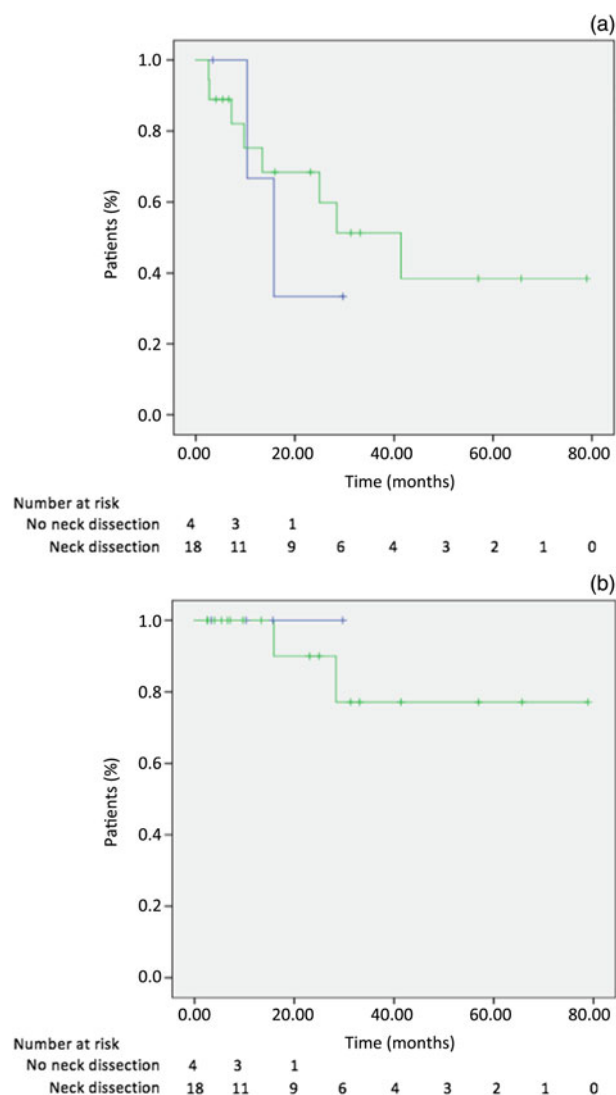 (a)
1.0
0.8
0.6
0.4
0.2
0.0
Patients (%)
0.00 20.00 40.00 60.00 80.00
Time (months)
Number at risk
No neck dissection 4 3 1
Neck dissection 18 11 9 6 4 3 2 1 0
(b)
1.0
0.8
0.6
0.4
0.2
0.0
Patients (%)
0.00 20.00 40.00 60.00 80.00
Time (months)
Number at risk
No neck dissection 4 3 1
Neck dissection 18 11 9 6 4 3 2 1 0